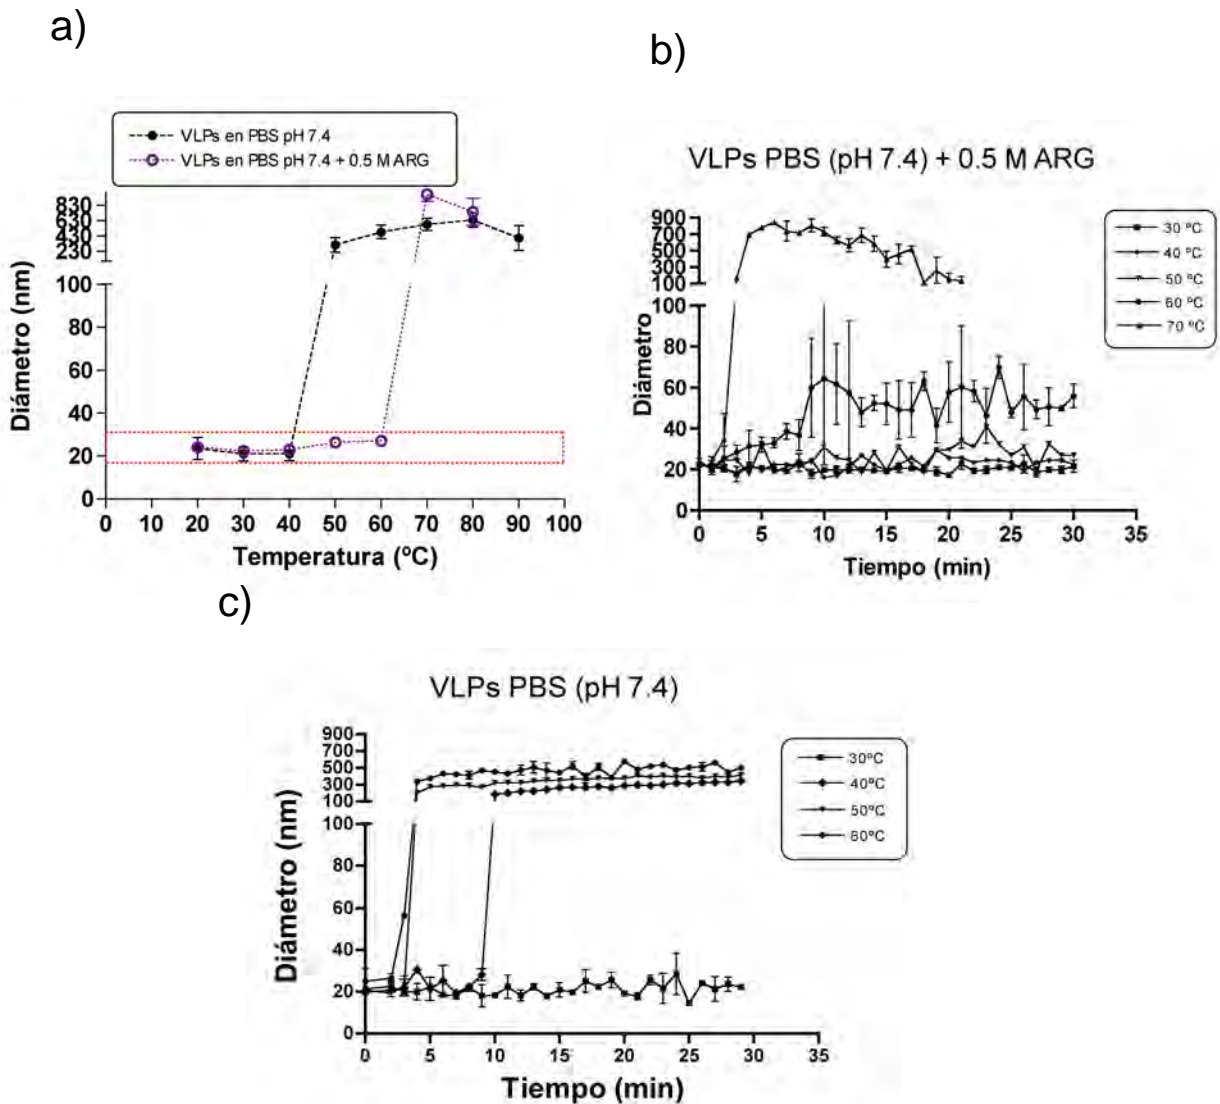 a)
VLPs en PBS pH 7.4
VLPs en PBS pH 7.4 + 0.5 M ARG
830
630
430
230
100
80
60
40
20
0
Diámetro (nm)
0 10 20 30 40 50 60 70 80 90 100
Temperatura (ºC)
b)
VLPs PBS (pH 7.4) + 0.5 M ARG
900
700
500
300
100
100
80
60
40
20
0
Diámetro
0 5 10 15 20 25 30 35
Tiempo (min)
30 ºC
40 ºC
50 ºC
60 ºC
70 ºC
c)
VLPs PBS (pH 7.4)
900
700
500
300
100
100
80
60
40
20
0
Diámetro (nm)
0 5 10 15 20 25 30 35
Tiempo (min)
30ºC
40ºC
50ºC
60ºC